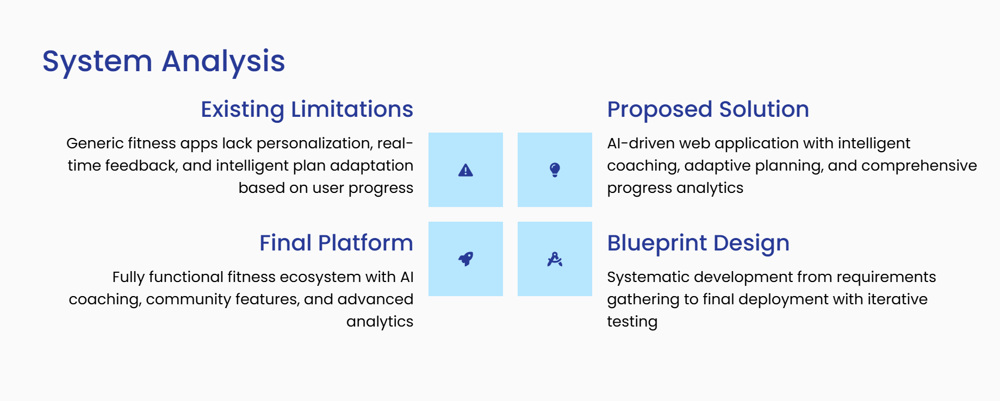 System Analysis
Existing Limitations
Generic fitness apps lack personalization, real-
time feedback, and intelligent plan adaptation
based on user progress
Proposed Solution
AI-driven web application with intelligent
coaching, adaptive planning, and comprehensive
progress analytics
Final Platform
Fully functional fitness ecosystem with AI
coaching, community features, and advanced
analytics
Blueprint Design
Systematic development from requirements
gathering to final deployment with iterative
testing